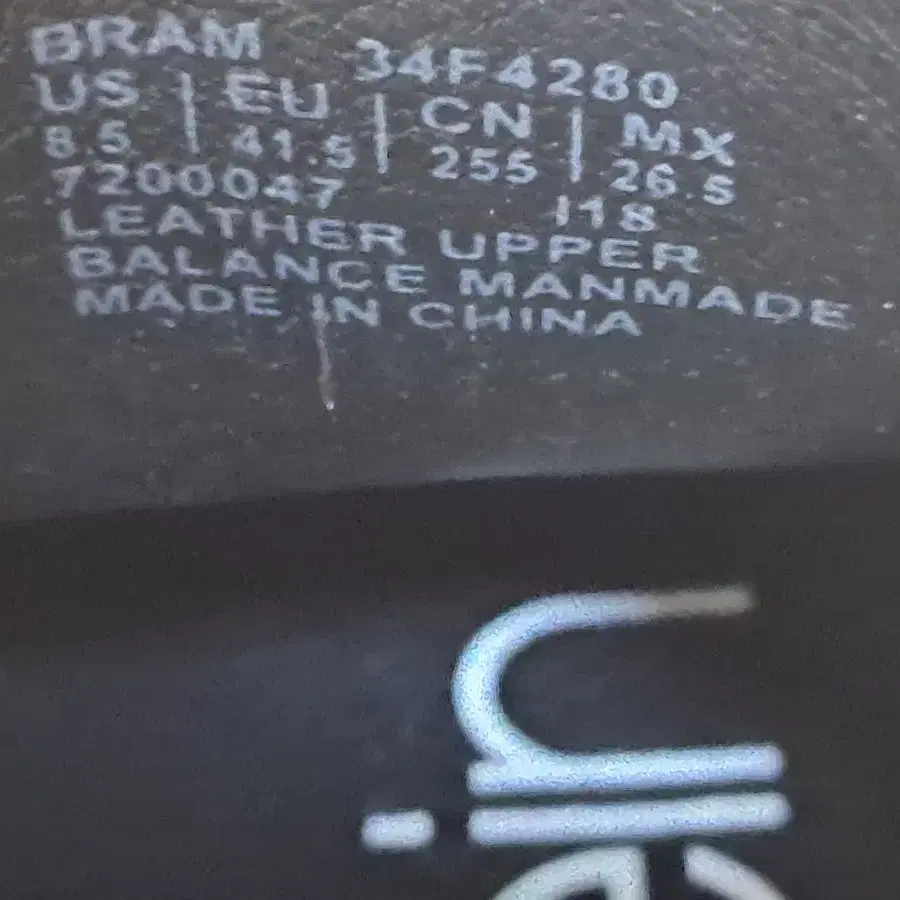 BRAM 34F4280
US | EU | CN | MX
8.5 | 41.5 | 255 | 26.5
7200047 I18
LEATHER UPPER
BALANCE MANMADE
MADE IN CHINA